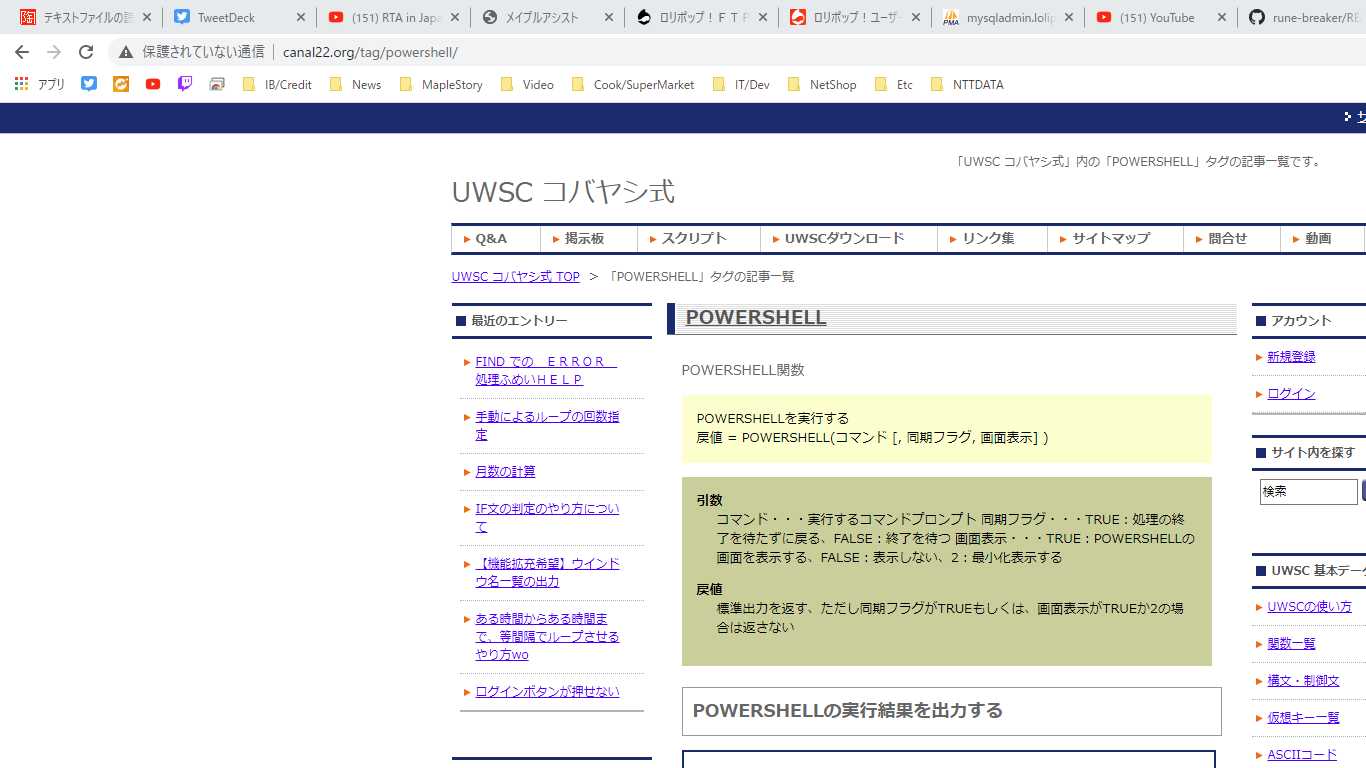 テキストファイルの読
TweetDeck
(151) RTA in Japa
メイプルアシスト
ロリポップ！ＦＴＰ
ロリポップ！ユーザー
mysqladmin.lolip
(151) YouTube
rune-breaker/RE
保護されていない通信 | canal22.org/tag/powershell/
アプリ
IB/Credit
News
MapleStory
Video
Cook/SuperMarket
IT/Dev
NetShop
Etc
NTTDATA
「UWSC コバヤシ式」内の「POWERSHELL」タグの記事一覧です。
UWSC コバヤシ式
Q&A
掲示板
スクリプト
UWSCダウンロード
リンク集
サイトマップ
問合せ
動画
UWSC コバヤシ式 TOP > 「POWERSHELL」タグの記事一覧
最近のエントリー
FIND での　ＥＲＲＯＲ
処理ふめいＨＥＬＰ
手動によるループの回数指
定
月数の計算
IF文の判定のやり方につい
て
【機能拡充希望】ウインド
ウ名一覧の出力
ある時間からある時間ま
で、等間隔でループさせる
やり方wo
ログインボタンが押せない
POWERSHELL
POWERSHELL関数
POWERSHELLを実行する
戻値 = POWERSHELL(コマンド [, 同期フラグ, 画面表示] )
引数
コマンド・・・実行するコマンドプロンプト 同期フラグ・・・TRUE：処理の終
了を待たずに戻る、FALSE：終了を待つ 画面表示・・・TRUE：POWERSHELLの
画面を表示する、FALSE：表示しない、2：最小化表示する
戻値
標準出力を返す、ただし同期フラグがTRUEもしくは、画面表示がTRUEか2の場
合は返さない
POWERSHELLの実行結果を出力する
アカウント
新規登録
ログイン
サイト内を探す
検索
UWSC 基本データ
UWSCの使い方
関数一覧
構文・制御文
仮想キー一覧
ASCIIコード